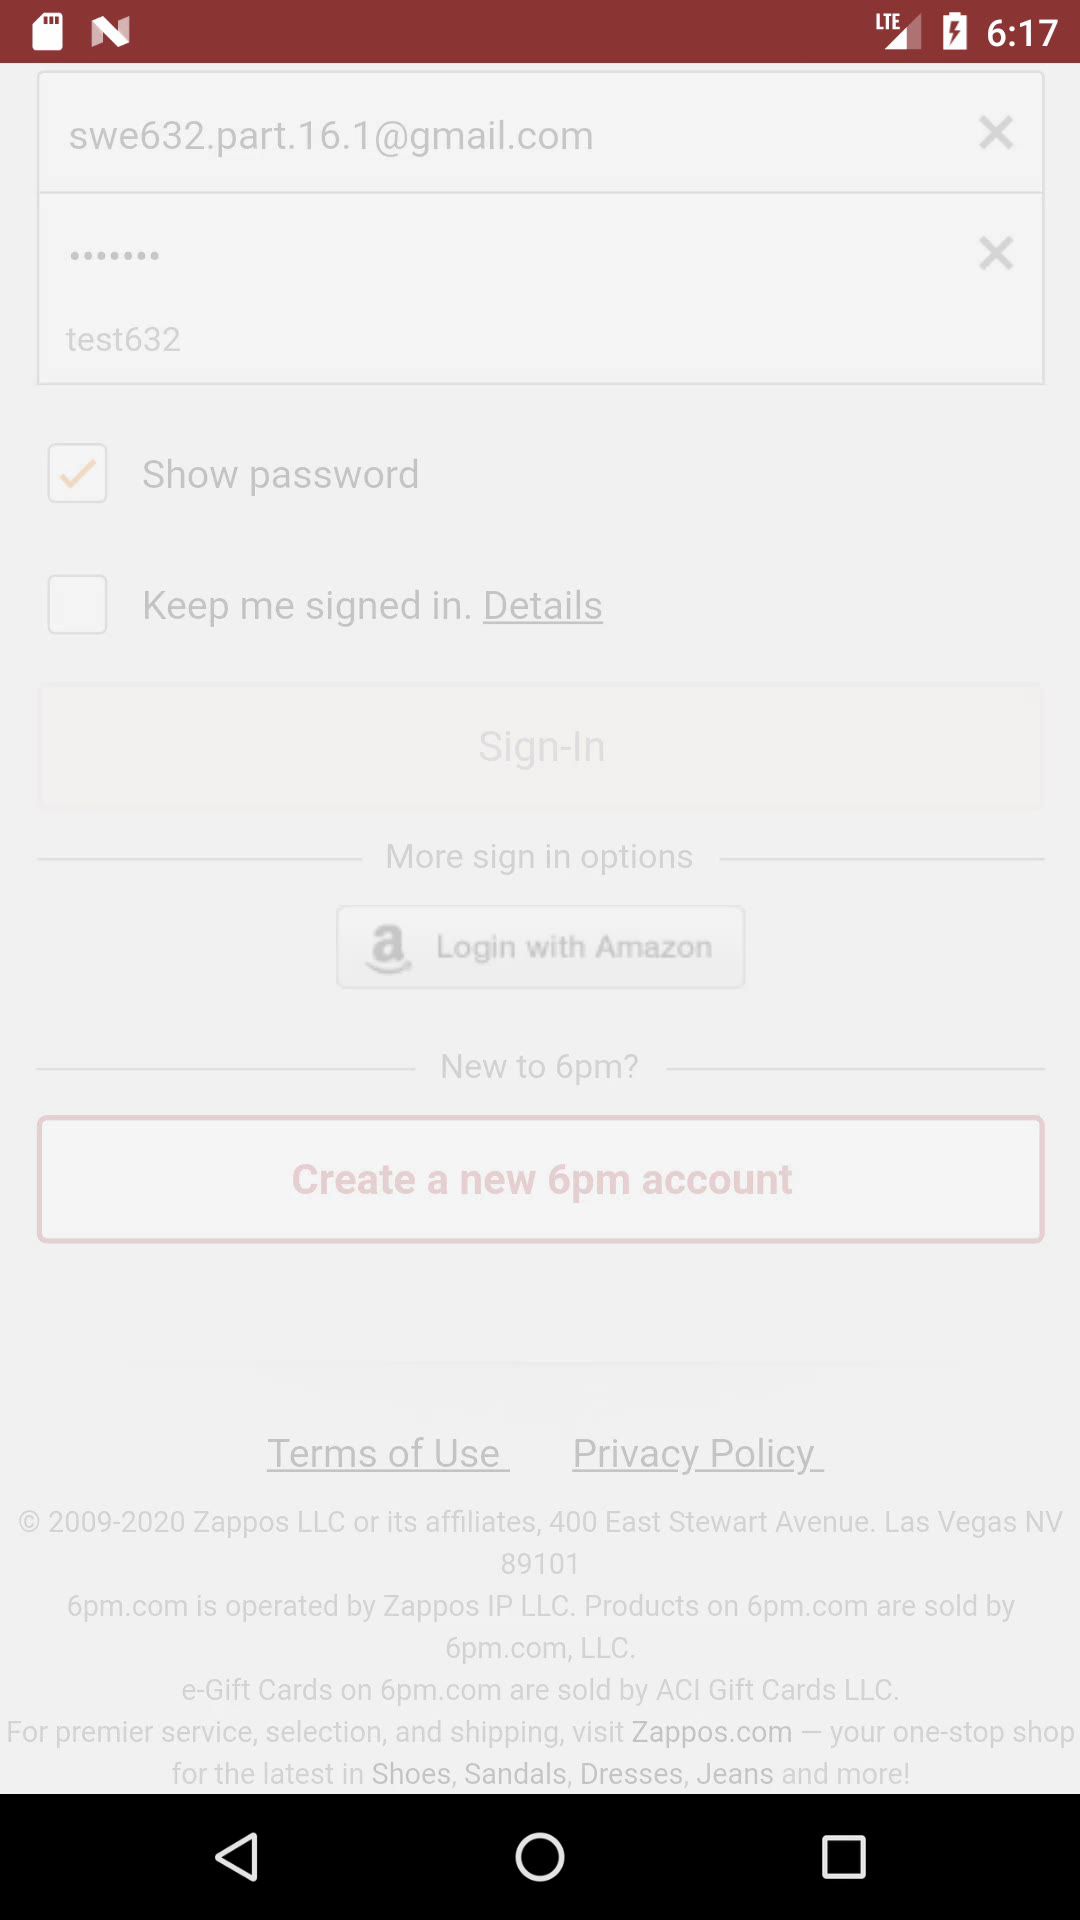 LTE 6:17
swe632.part.16.1@gmail.com
•••••••
test632
Show password
Keep me signed in. Details
Sign-In
More sign in options
a Login with Amazon
New to 6pm?
Create a new 6pm account
Terms of Use Privacy Policy
© 2009-2020 Zappos LLC or its affiliates, 400 East Stewart Avenue. Las Vegas NV
89101
6pm.com is operated by Zappos IP LLC. Products on 6pm.com are sold by
6pm.com, LLC.
e-Gift Cards on 6pm.com are sold by ACI Gift Cards LLC.
For premier service, selection, and shipping, visit Zappos.com — your one-stop shop
for the latest in Shoes, Sandals, Dresses, Jeans and more!